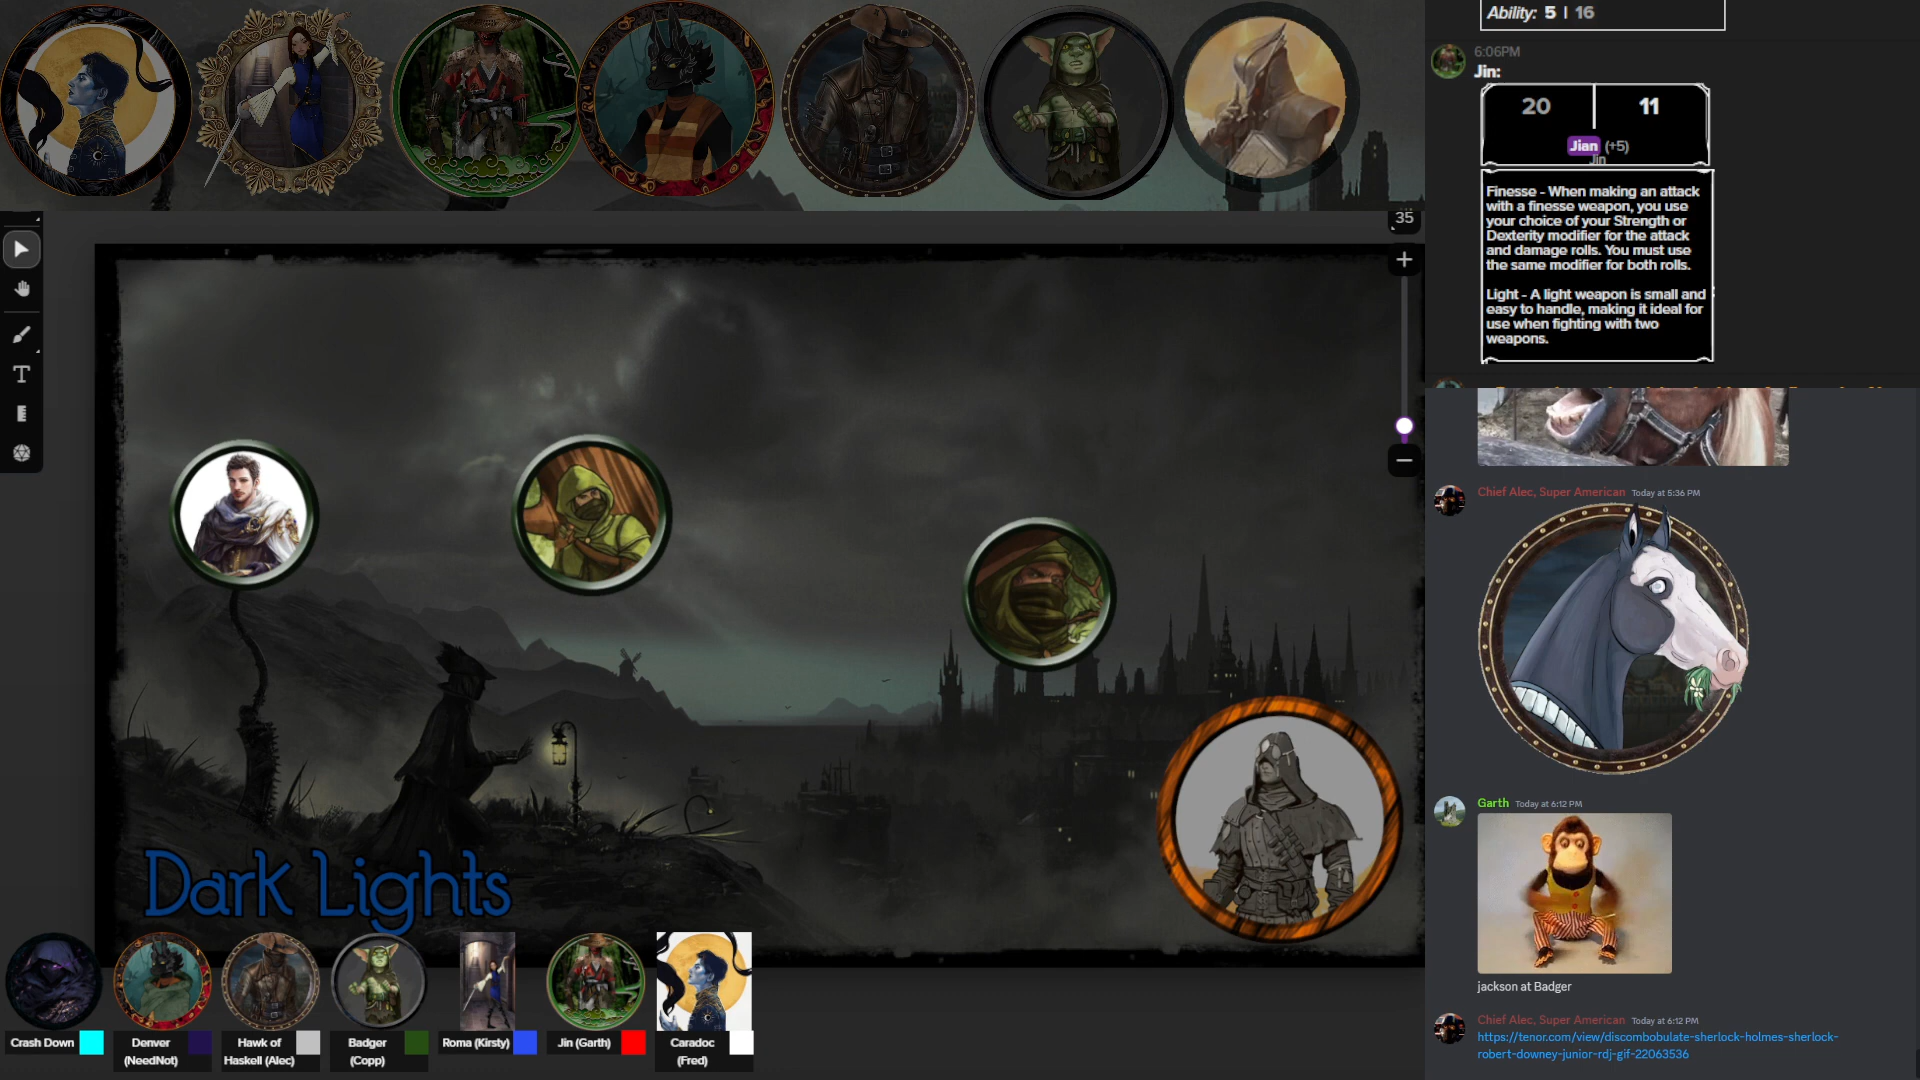 Ability: 5 | 16
6:06PM
Jin:
20
11
Jian (+5)
Jin
Finesse - When making an attack
with a finesse weapon, you use
your choice of your Strength or
Dexterity modifier for the attack
and damage rolls. You must use
the same modifier for both rolls.
Light - A light weapon is small and
easy to handle, making it ideal for
use when fighting with two
weapons.
35
Chief Alec, Super American Today at 5:36 PM
Garth Today at 6:12 PM
jackson at Badger
Chief Alec, Super American Today at 6:12 PM
https://tenor.com/view/discombobulate-sherlock-holmes-sherlock-
robert-downey-junior-rdj-gif-22063536
Dark Lights
Crash Down
Denver
(NeedNot)
Hawk of
Haskell (Alec)
Badger
(Copp)
Roma (Kirsty)
Jin (Garth)
Caradoc
(Fred)